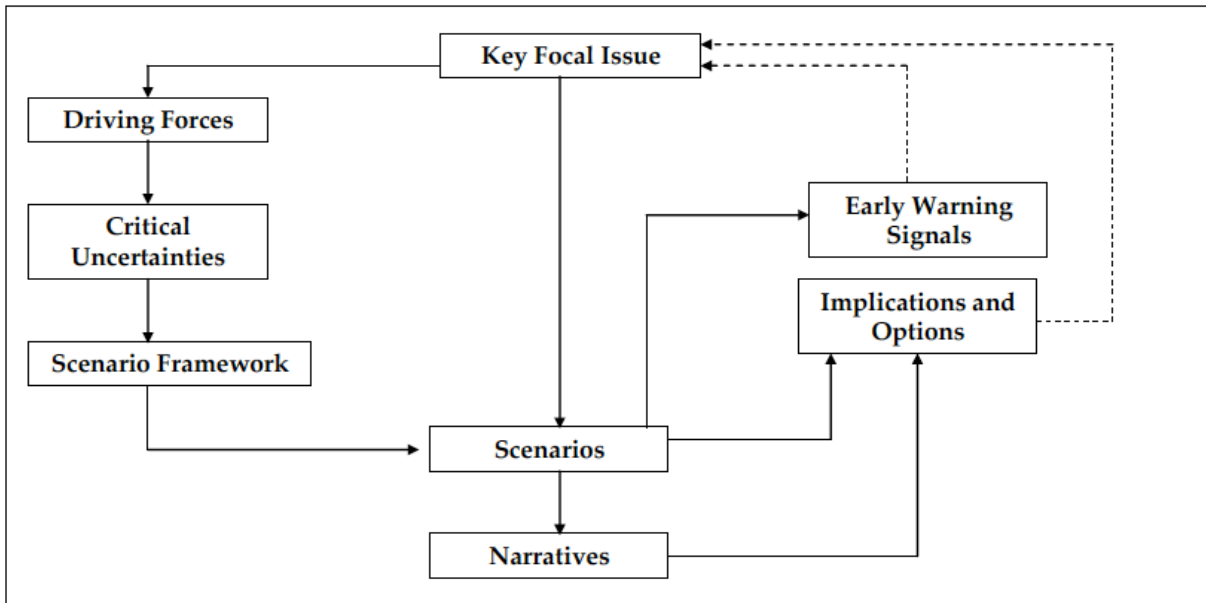 Key Focal Issue
Driving Forces
Critical
Uncertainties
Early Warning
Signals
Implications and
Options
Scenario Framework
Scenarios
Narratives